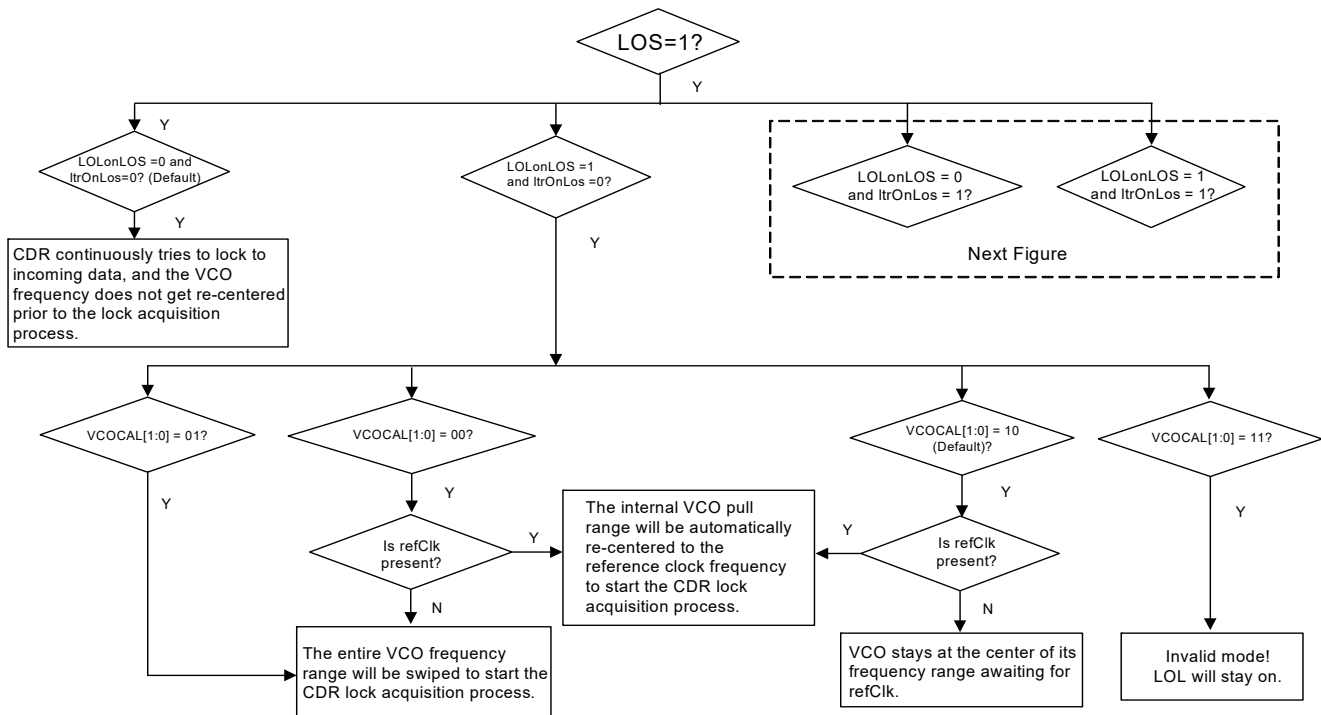 LOS=1?
Y
Y
LOLonLOS =0 and
ltrOnLos=0? (Default)
LOLonLOS =1
and ltrOnLos =0?
LOLonLOS = 0
and ltrOnLos = 1?
LOLonLOS = 1
and ltrOnLos = 1?
Next Figure
Y
Y
CDR continuously tries to lock to
incoming data, and the VCO
frequency does not get re-centered
prior to the lock acquisition
process.
VCOCAL[1:0] = 01?
VCOCAL[1:0] = 00?
VCOCAL[1:0] = 10
(Default)?
VCOCAL[1:0] = 11?
Y
Y
Y
Y
Is refClk
present?
Y
The internal VCO pull
range will be automatically
re-centered to the
reference clock frequency
to start the CDR lock
acquisition process.
Y
Is refClk
present?
N
N
The entire VCO frequency
range will be swiped to start the
CDR lock acquisition process.
VCO stays at the center of its
frequency range awaiting for
refClk.
Invalid mode!
LOL will stay on.